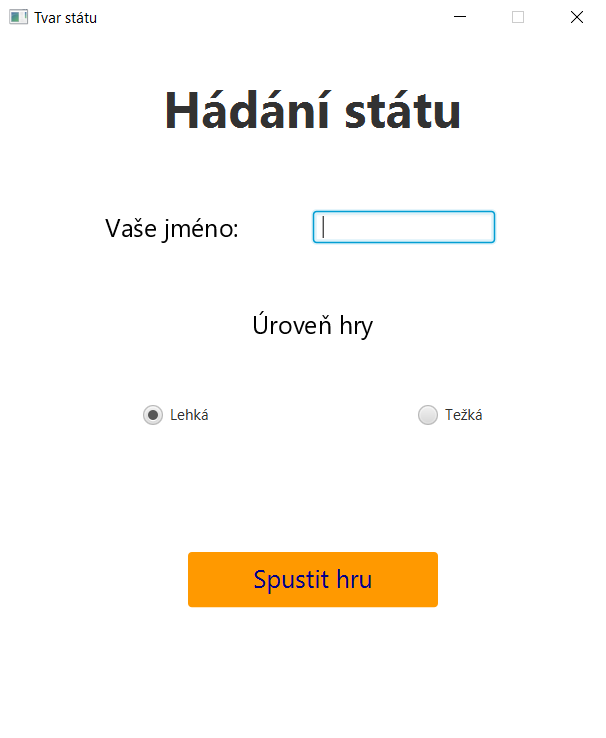 Tvar státu
Hádání státu
Vaše jméno:
Úroveň hry
Lehká
Težká
Spustit hru